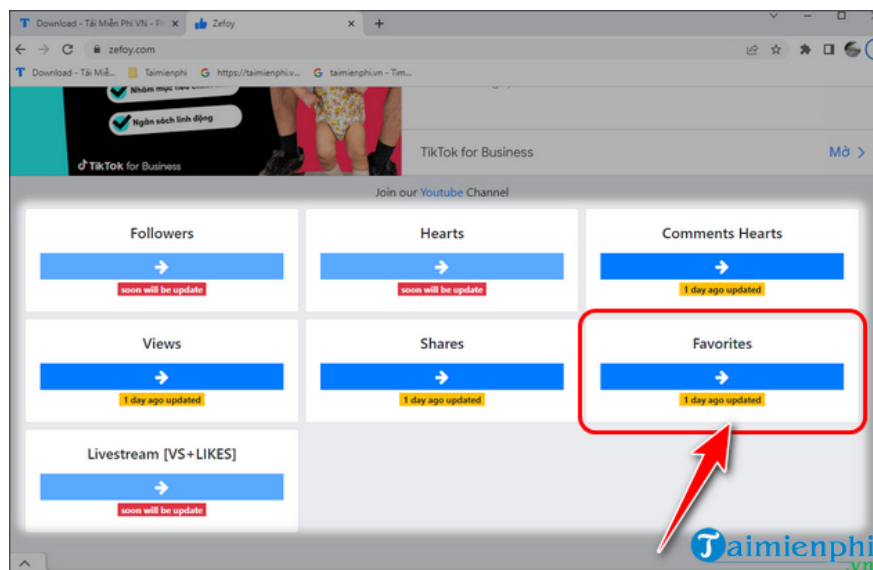 Download - Tải Miễn Phí VN - Ph
Zefoy
zefoy.com
Download - Tải Miễ...
Taimienphi
https://taimienphi.v...
taimienphi.vn - Tim...
Ngân sách linh động
TikTok for Business
TikTok for Business
Mở
Join our Youtube Channel
Followers
soon will be update
Hearts
soon will be update
Comments Hearts
1 day ago updated
Views
1 day ago updated
Shares
1 day ago updated
Favorites
1 day ago updated
Livestream [VS+LIKES]
soon will be update
Taimienphi
.vn